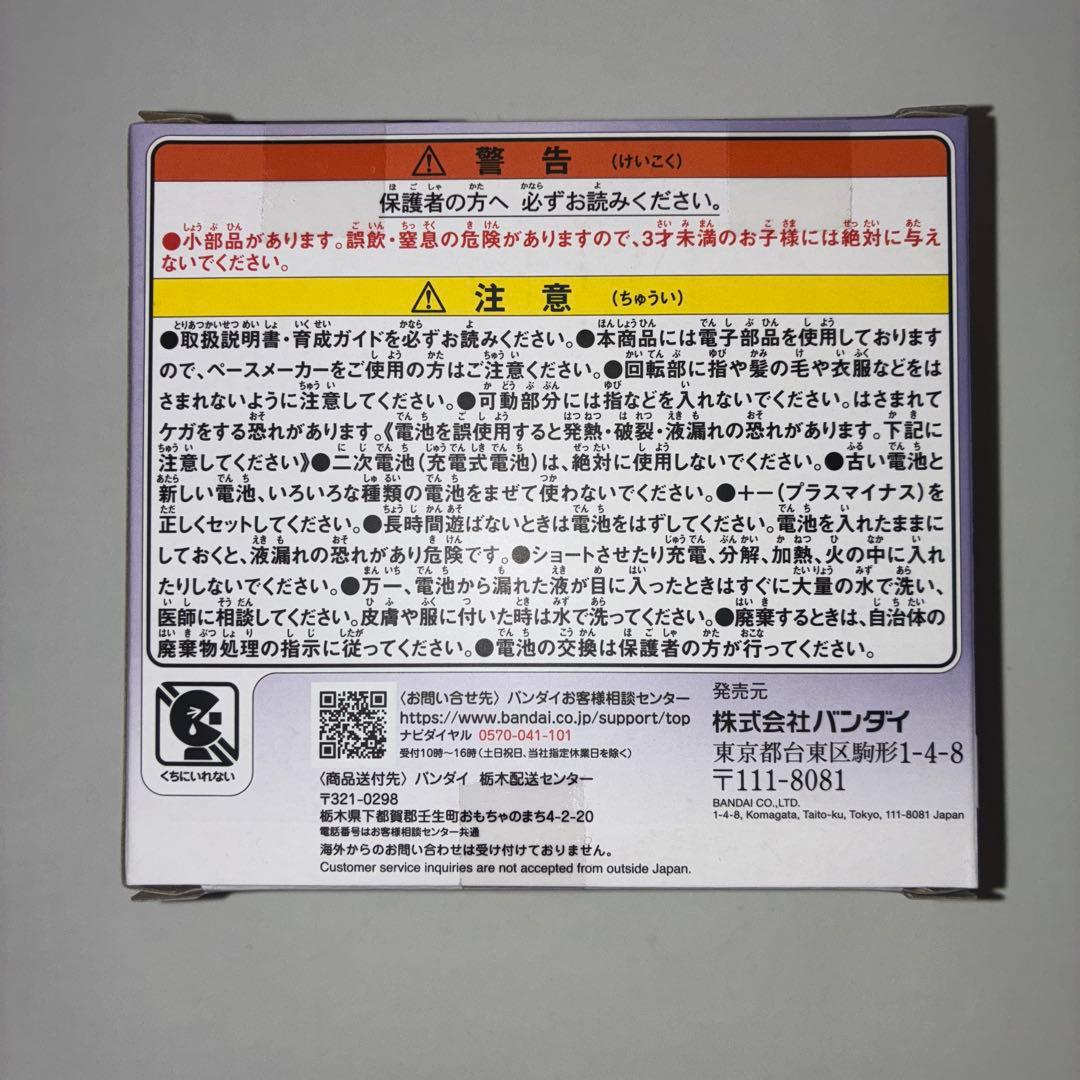 ⚠ 警告 (けいこく)
保護者の方へ 必ずお読みください。
●小部品があります。誤飲・窒息の危険がありますので、3才未満のお子様には絶対に与え
ないでください。
⚠ 注意 (ちゅうい)
●取扱説明書・育成ガイドを必ずお読みください。●本商品には電子部品を使用しております
ので、ペースメーカーをご使用の方はご注意ください。●回転部に指や髪の毛や衣服などをは
さまれないように注意してください。●可動部分には指などを入れないでください。はさまれて
ケガをする恐れがあります。《電池を誤使用すると発熱・破裂・液漏れの恐れがあります。下記に
注意してください》●二次電池(充電式電池)は、絶対に使用しないでください。●古い電池と
新しい電池、いろいろな種類の電池をまぜて使わないでください。●+−(プラスマイナス)を
正しくセットしてください。●長時間遊ばないときは電池をはずしてください。電池を入れたままに
しておくと、液漏れの恐れがあり危険です。●ショートさせたり充電、分解、加熱、火の中に入れ
たりしないでください。●万一、電池から漏れた液が目に入ったときはすぐに大量の水で洗い、
医師に相談してください。皮膚や服に付いた時は水で洗ってください。●廃棄するときは、自治体の
廃棄物処理の指示に従ってください。●電池の交換は保護者の方が行ってください。
くちにいれない
〈お問い合せ先〉バンダイお客様相談センター
https://www.bandai.co.jp/support/top
ナビダイヤル 0570-041-101
受付10時〜16時(土日祝日、当社指定休業日を除く)
〈商品送付先〉バンダイ 栃木配送センター
〒321-0298
栃木県下都賀郡壬生町おもちゃのまち4-2-20
電話番号はお客様相談センター共通
海外からのお問い合わせは受け付けておりません。
Customer service inquiries are not accepted from outside Japan.
発売元
株式会社バンダイ
東京都台東区駒形1-4-8
〒111-8081
BANDAI CO.,LTD.
1-4-8, Komagata, Taito-ku, Tokyo, 111-8081 Japan